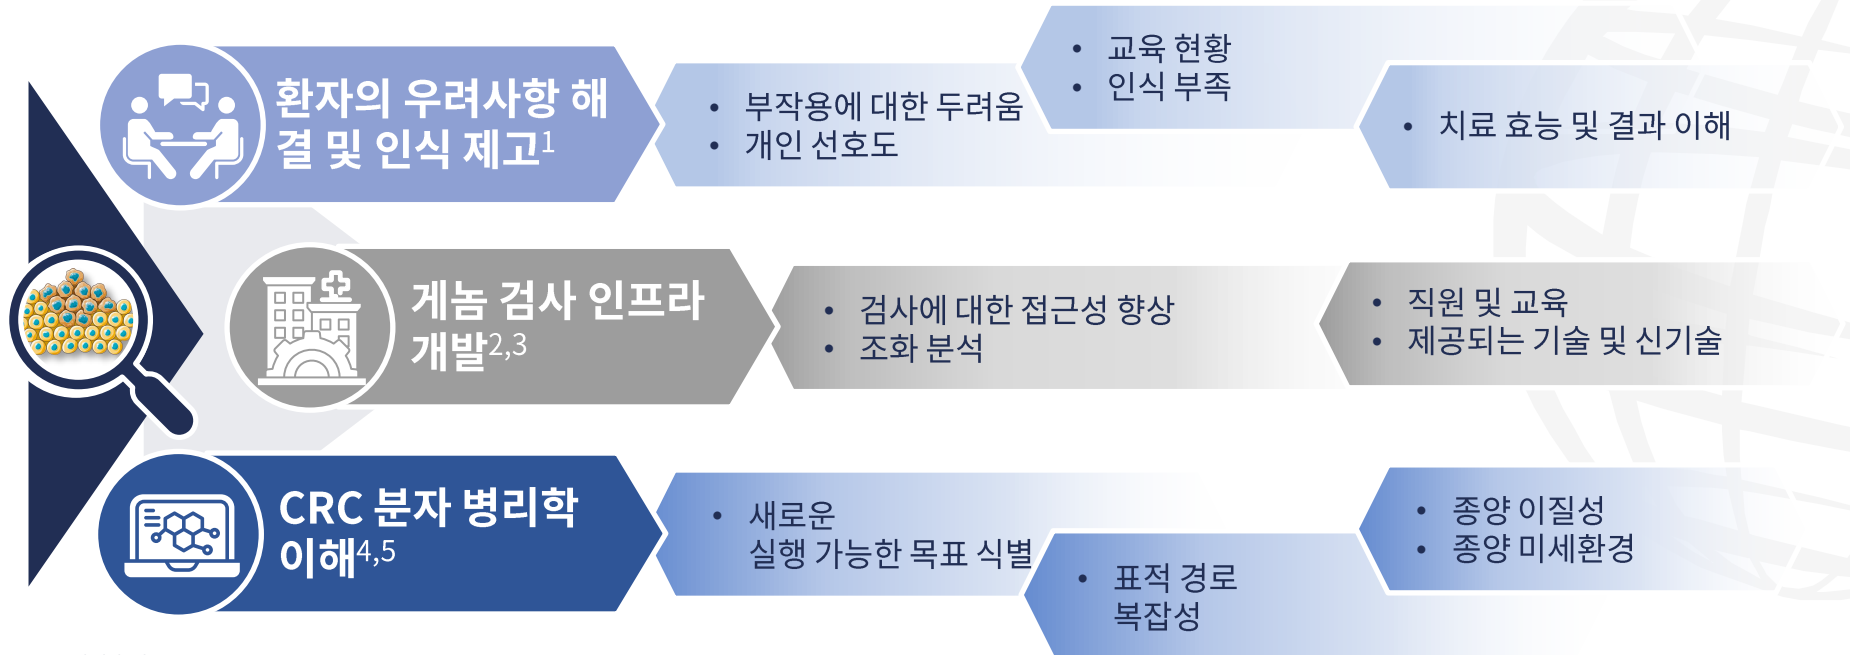 환자의 우려사항 해
결 및 인식 제고1
• 부작용에 대한 두려움
• 개인 선호도
• 교육 현황
• 인식 부족
• 치료 효능 및 결과 이해
게놈 검사 인프라
개발2,3
• 검사에 대한 접근성 향상
• 조화 분석
• 직원 및 교육
• 제공되는 기술 및 신기술
CRC 분자 병리학
이해4,5
• 새로운
실행 가능한 목표 식별
• 표적 경로
복잡성
• 종양 이질성
• 종양 미세환경